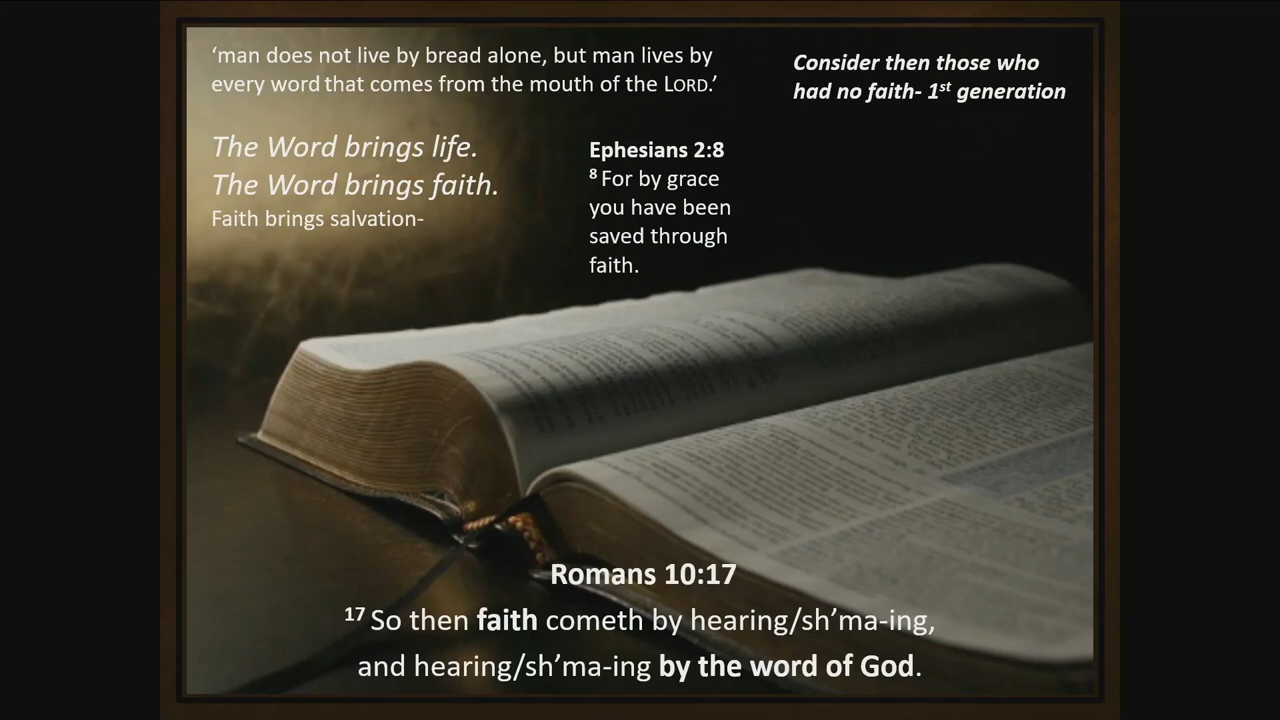 ‘man does not live by bread alone, but man lives by
every word that comes from the mouth of the LORD.’
Consider then those who
had no faith- 1st generation
The Word brings life.
The Word brings faith.
Faith brings salvation-
Ephesians 2:8
8 For by grace
you have been
saved through
faith.
Romans 10:17
17 So then faith cometh by hearing/sh’ma-ing,
and hearing/sh’ma-ing by the word of God.